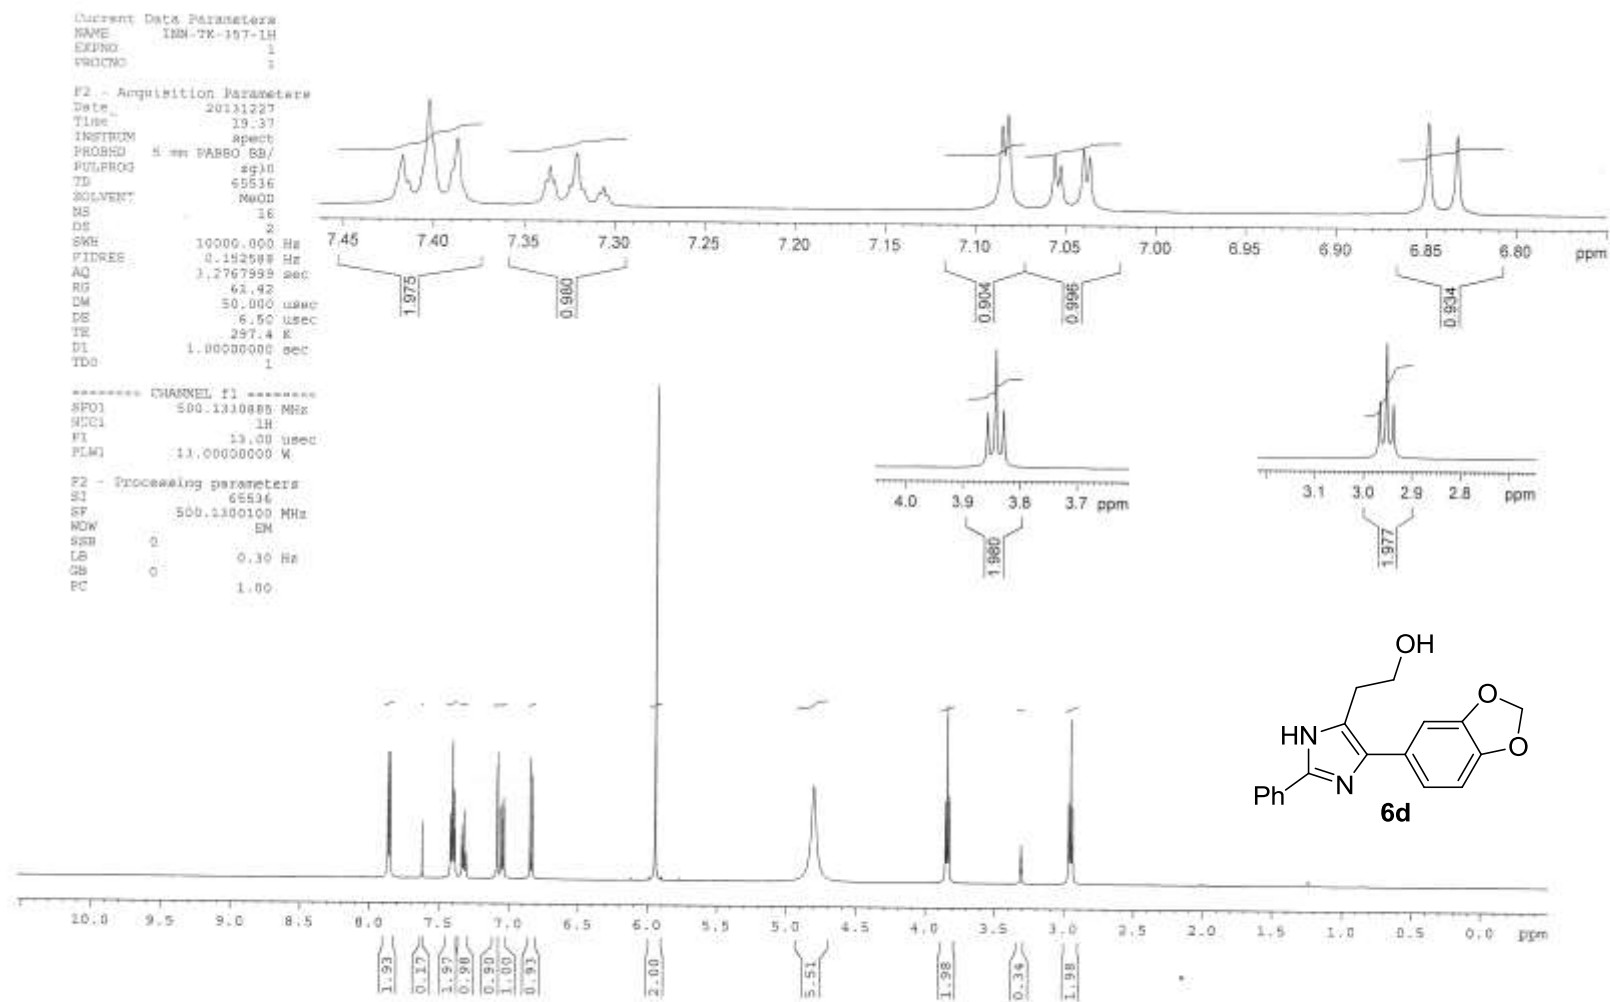 Current Data Parameters
NAME INN-TK-357-1H
EXPNO 1
PROCNO 1
F2 - Acquisition Parameters
Date_ 20131227
Time 19.37
INSTRUM spect
PROBHD 5 mm PABBO BB/
PULPROG zg30
TD 65536
SOLVENT MeOD
NS 16
DS 2
SWH 10000.000 Hz
FIDRES 0.152588 Hz
AQ 3.2767999 sec
RG 61.42
DW 50.000 usec
DE 6.50 usec
TE 297.4 K
D1 1.00000000 sec
TD0 1
======== CHANNEL f1 ========
SFO1 500.1330885 MHz
NUC1 1H
P1 13.00 usec
PLW1 13.00000000 W
F2 - Processing parameters
SI 65536
SF 500.1300100 MHz
WDW EM
SSB 0
LB 0.30 Hz
GB 0
PC 1.00
7.45 7.40 7.35 7.30 7.25 7.20 7.15 7.10 7.05 7.00 6.95 6.90 6.85 6.80 ppm
1.975 0.980 0.904 0.996 0.934
4.0 3.9 3.8 3.7 ppm
1.980
3.1 3.0 2.9 2.8 ppm
1.977
OH
O
HN
O
N
Ph
6d
10.0 9.5 9.0 8.5 8.0 7.5 7.0 6.5 6.0 5.5 5.0 4.5 4.0 3.5 3.0 2.5 2.0 1.5 1.0 0.5 0.0 ppm
1.93 0.17 1.97 0.98 0.90 1.00 0.93 2.00 5.51 1.98 0.34 1.98